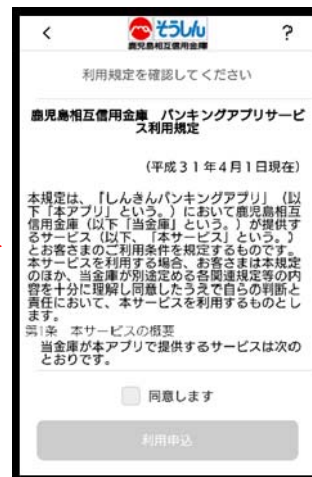 <
そうしん
鹿児島相互信用金庫
?
利用規定を確認してください
鹿児島相互信用金庫 バンキングアプリサービ
ス利用規定
(平成31年4月1日現在)
本規定は、『しんきんバンキングアプリ」(以
下「本アプリ」という。)において鹿児島相互
信用金庫(以下「当金庫」という。)が提供す
るサービス(以下、「本サービス」という。)
とお客さまのご利用条件を規定するものです。
本サービスを利用する場合、お客さまは本規定
のほか、当金庫が別途定める各関連規定等の内
容を十分に理解し同意したうえで自らの判断と
責任において、本サービスを利用するものとし
ます。
第1条 本サービスの概要
当金庫が本アプリで提供するサービスは次の
とおりです。
同意します
利用申込